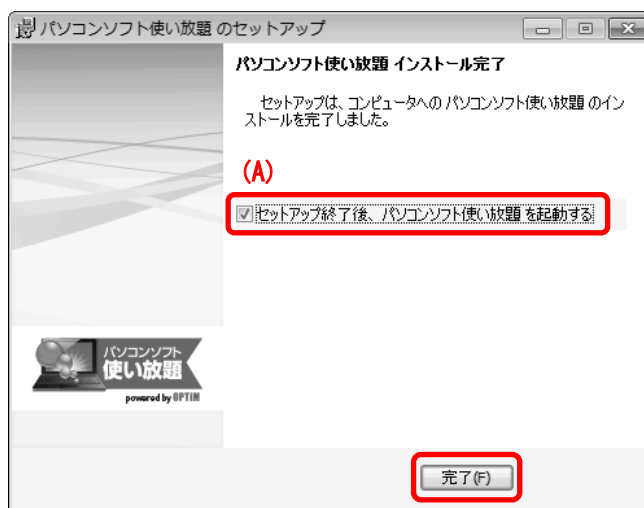 パソコンソフト使い放題 のセットアップ
パソコンソフト使い放題 インストール完了
セットアップは、コンピュータへの パソコンソフト使い放題 のイン
ストールを完了しました。
(A)
セットアップ終了後、パソコンソフト使い放題 を起動する
パソコンソフト
使い放題
powered by OPTiM
完了(F)